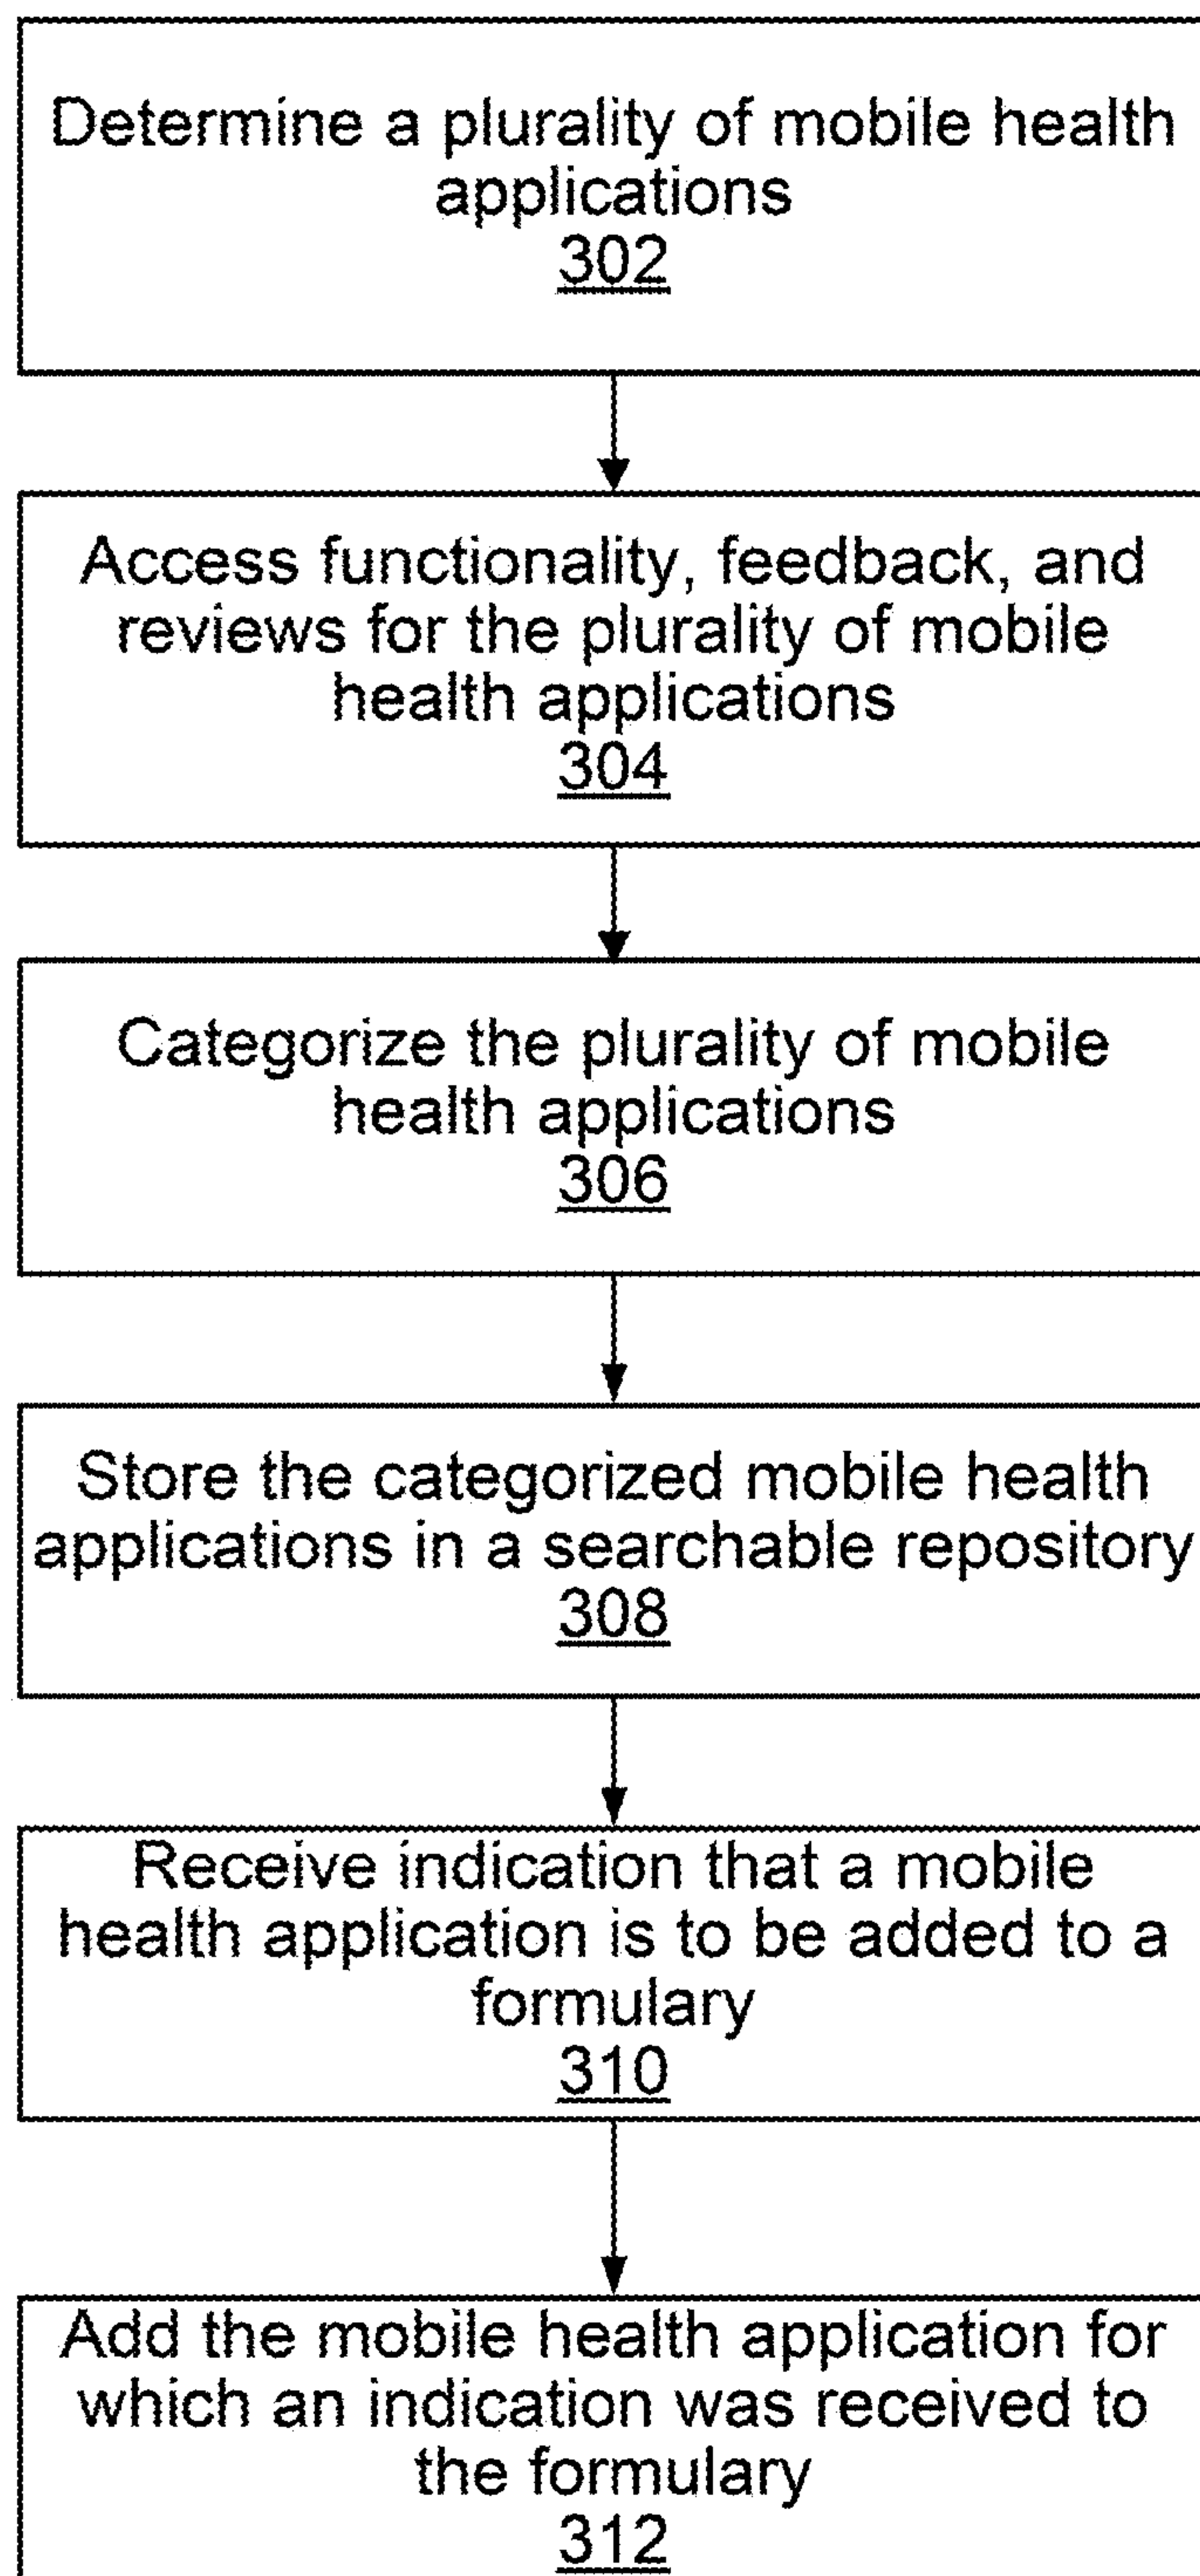 Determine a plurality of mobile health
applications
302
Access functionality, feedback, and
reviews for the plurality of mobile
health applications
304
Categorize the plurality of mobile
health applications
306
Store the categorized mobile health
applications in a searchable repository
308
Receive indication that a mobile
health application is to be added to a
formulary
310
Add the mobile health application for
which an indication was received to
the formulary
312